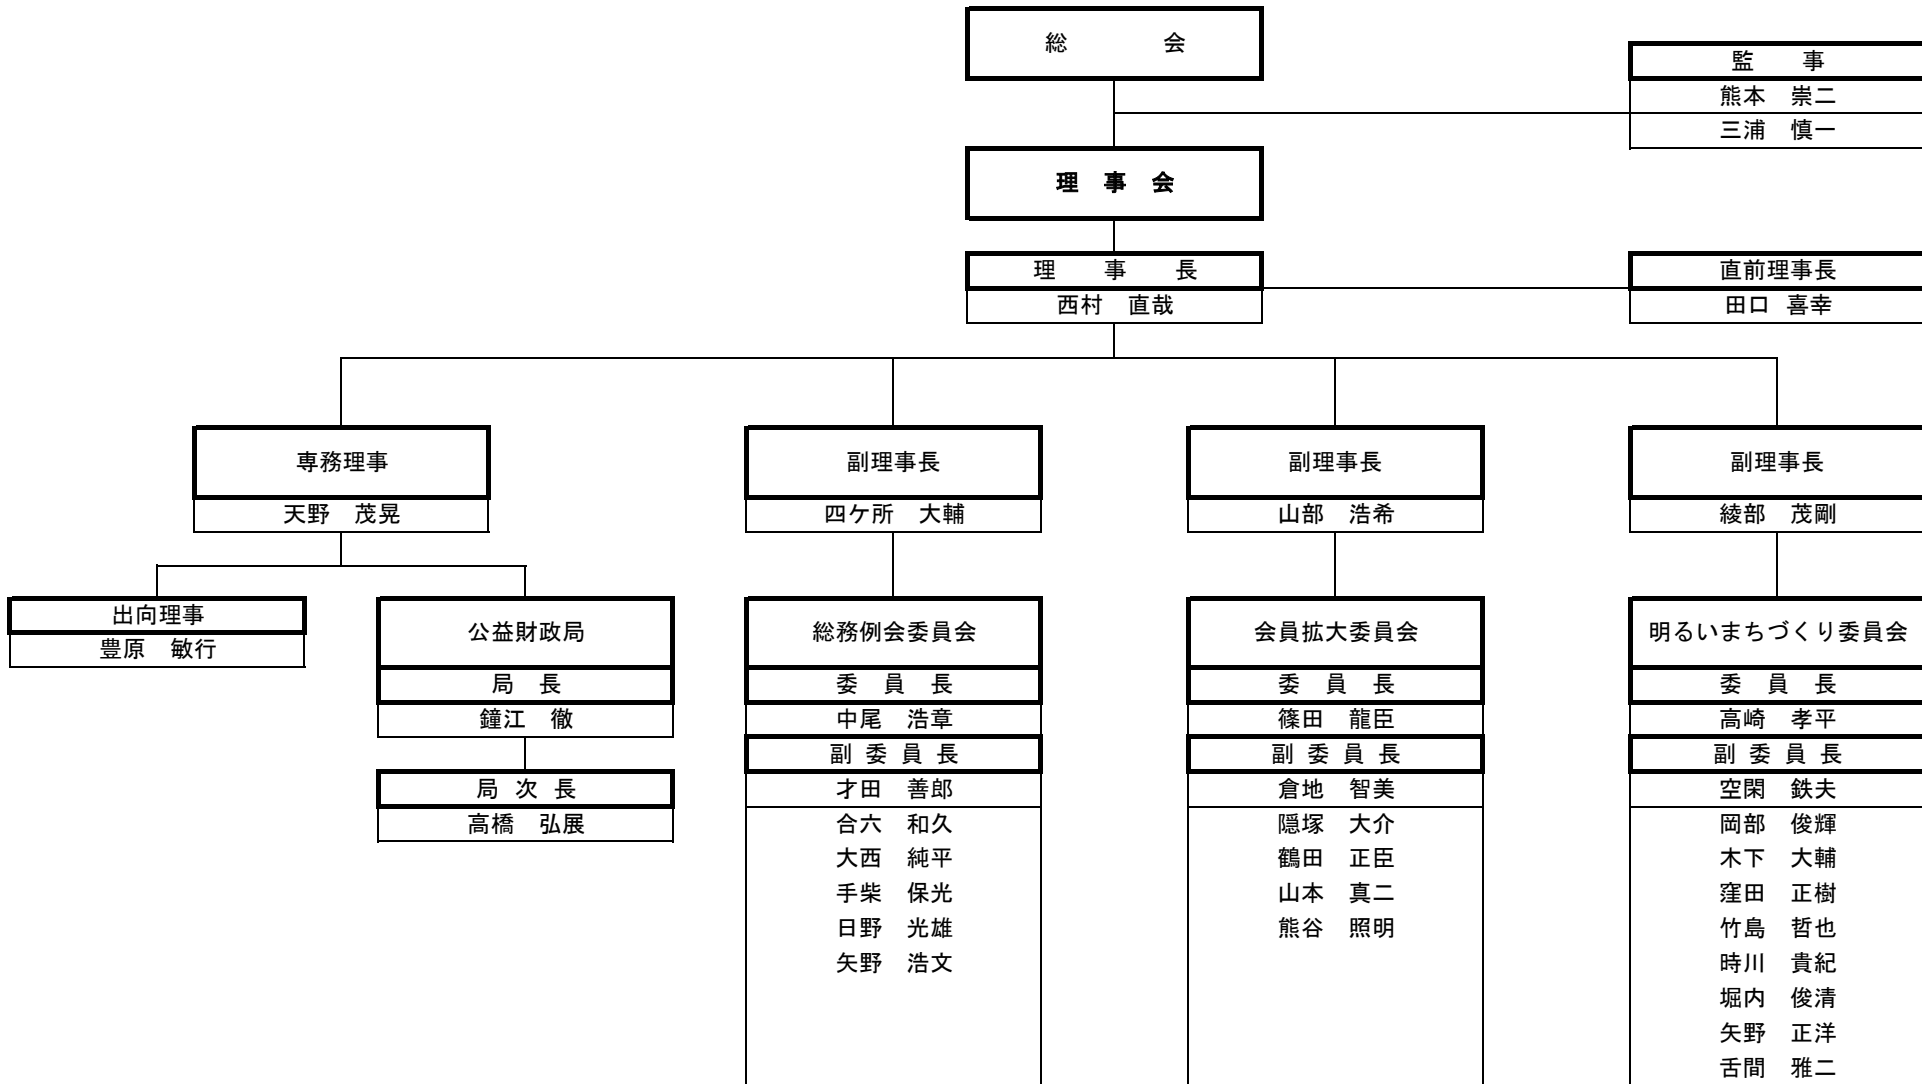 総　　　　会
監　事
熊本　崇二
三浦　慎一
理　事　会
理　　事　　長
西村　直哉
直前理事長
田口　喜幸
専務理事
天野　茂晃
副理事長
四ケ所　大輔
副理事長
山部　浩希
副理事長
綾部　茂剛
出向理事
豊原　敏行
公益財政局
局　長
鐘江　徹
局　次　長
高橋　弘展
総務例会委員会
委　員　長
中尾　浩章
副 委 員 長
才田　善郎
合六　和久
大西　純平
手柴　保光
日野　光雄
矢野　浩文
会員拡大委員会
委　員　長
篠田　龍臣
副 委 員 長
倉地　智美
隠塚　大介
鶴田　正臣
山本　真二
熊谷　照明
明るいまちづくり委員会
委　員　長
高崎　孝平
副 委 員 長
空閑　鉄夫
岡部　俊輝
木下　大輔
窪田　正樹
竹島　哲也
時川　貴紀
堀内　俊清
矢野　正洋
舌間　雅二